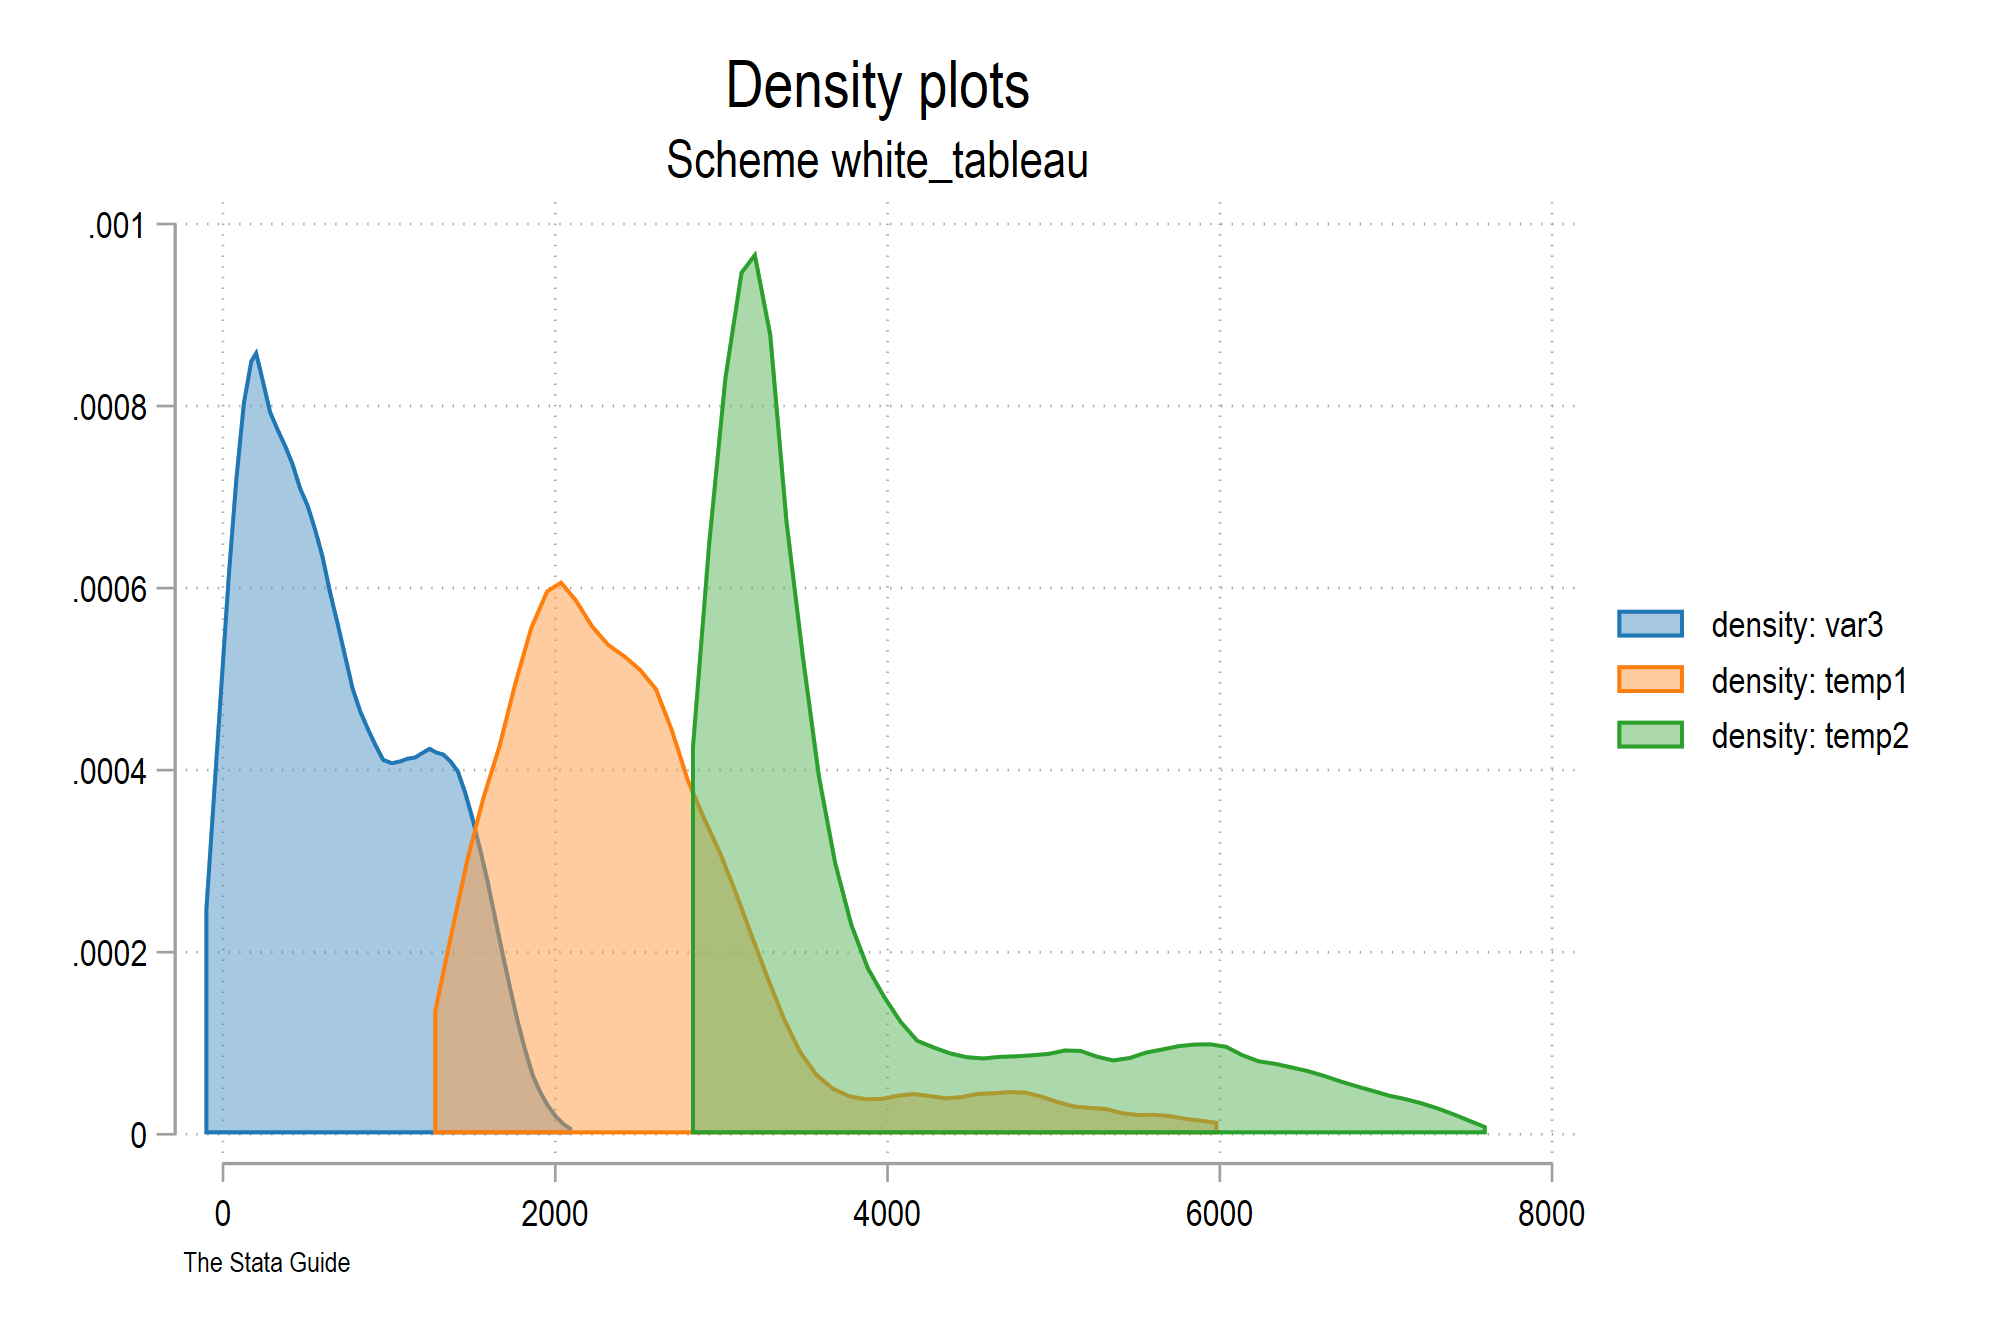 Density plots
Scheme white_tableau
.001
.0008
.0006
.0004
.0002
0
0 2000 4000 6000 8000
density: var3
density: temp1
density: temp2
The Stata Guide